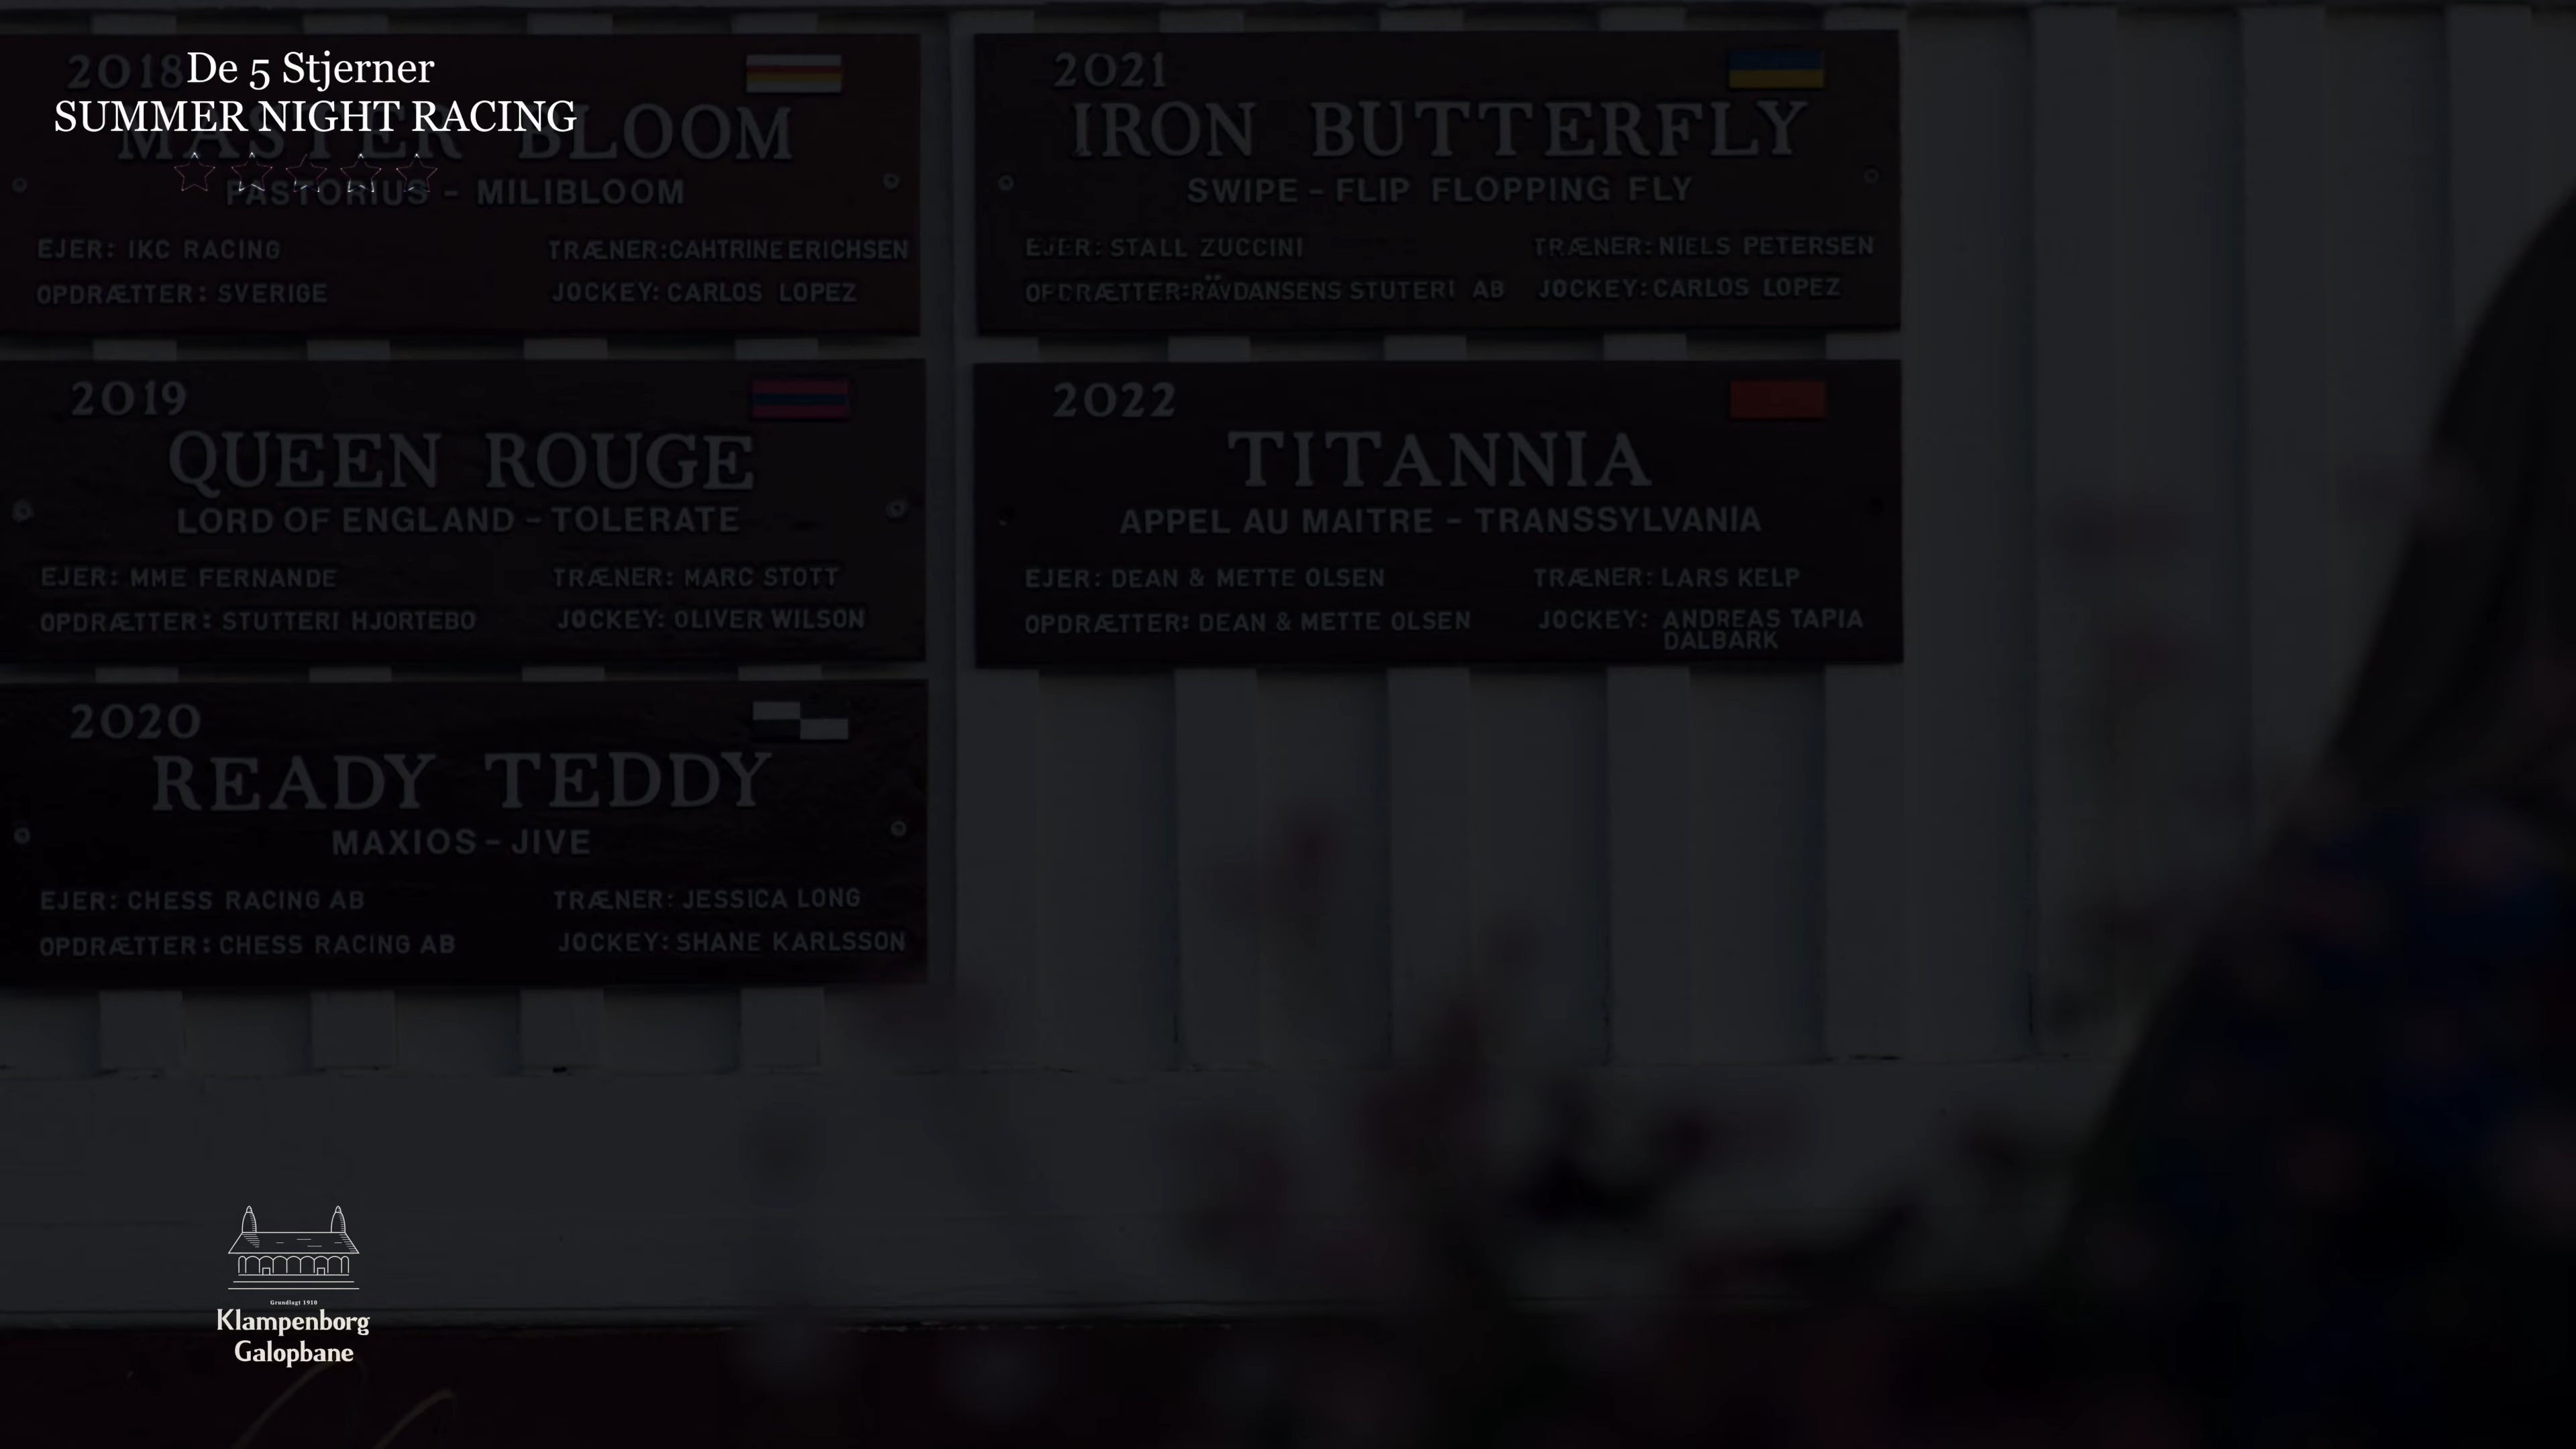 De 5 Stjerner
SUMMER NIGHT RACING
2018
MASTER BLOOM
PASTORIUS - MILIBLOOM
EJER: IKC RACING
TRÆNER: CAHTRINE ERICHSEN
OPDRÆTTER: SVERIGE
JOCKEY: CARLOS LOPEZ
2019
QUEEN ROUGE
LORD OF ENGLAND - TOLERATE
EJER: MME FERNANDE
TRÆNER: MARC STOTT
OPDRÆTTER: STUTTERI HJORTEBO
JOCKEY: OLIVER WILSON
2020
READY TEDDY
MAXIOS - JIVE
EJER: CHESS RACING AB
TRÆNER: JESSICA LONG
OPDRÆTTER: CHESS RACING AB
JOCKEY: SHANE KARLSSON
2021
IRON BUTTERFLY
SWIPE - FLIP FLOPPING FLY
EJER: STALL ZUCCINI
TRÆNER: NIELS PETERSEN
OPDRÆTTER: RÄVDANSENS STUTERI AB
JOCKEY: CARLOS LOPEZ
2022
TITANNIA
APPEL AU MAITRE - TRANSSYLVANIA
EJER: DEAN & METTE OLSEN
TRÆNER: LARS KELP
OPDRÆTTER: DEAN & METTE OLSEN
JOCKEY: ANDREAS TAPIA
DALBARK
Grundlagt 1910
Klampenborg
Galopbane